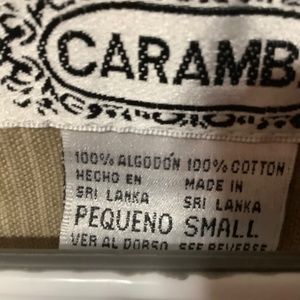 CARAMB
100% ALGODÓN 100% COTTON
HECHO EN MADE IN
SRI LANKA SRI LANKA
PEQUENO SMALL
VER AL DORSO SEE REVERSE